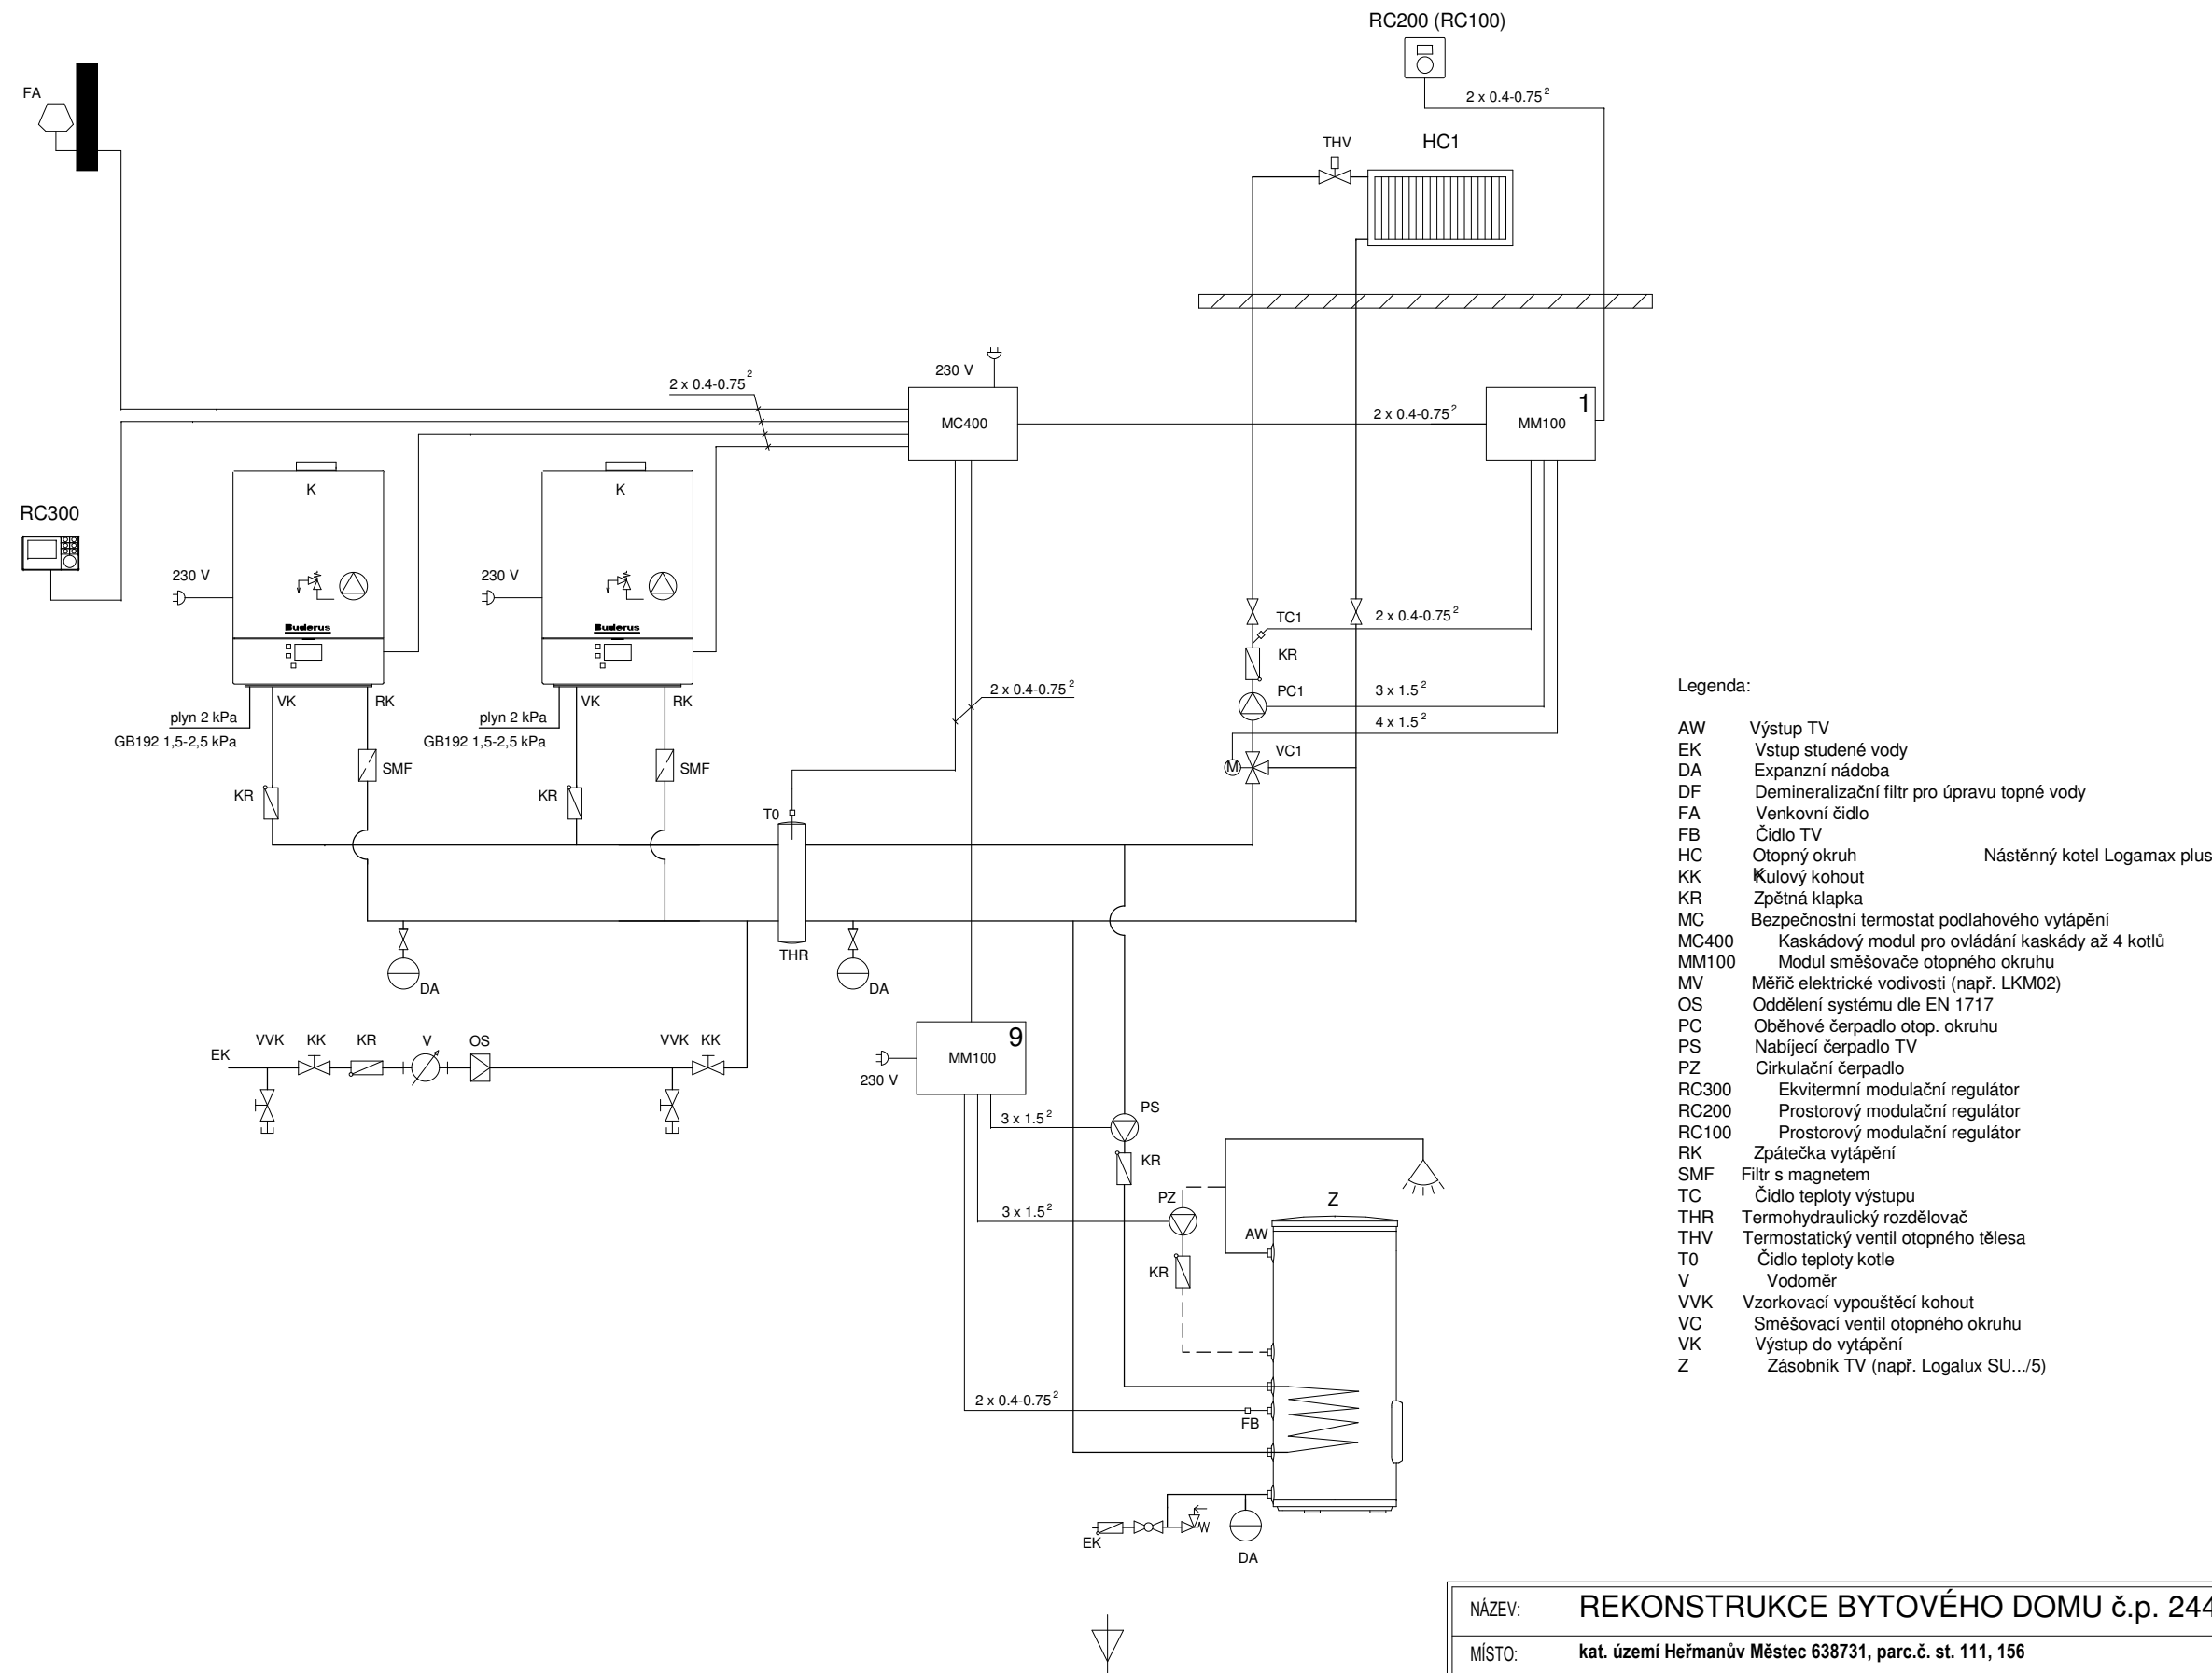 RC200 (RC100)
FA
2 x 0.4-0.75²
THV
HC1
230 V
2 x 0.4-0.75²
MC400
2 x 0.4-0.75²
1
MM100
K
K
RC300
230 V
230 V
Buderus
Buderus
TC1
2 x 0.4-0.75²
KR
PC1
3 x 1.5²
4 x 1.5²
VC1
M
2 x 0.4-0.75²
VK
RK
VK
RK
plyn 2 kPa
GB192 1,5-2,5 kPa
plyn 2 kPa
GB192 1,5-2,5 kPa
SMF
SMF
KR
KR
T0
THR
DA
DA
EK
VVK
KK
KR
V
OS
VVK
KK
9
MM100
230 V
3 x 1.5²
PS
KR
3 x 1.5²
PZ
KR
Z
AW
2 x 0.4-0.75²
FB
EK
DA
Legenda:
AW Výstup TV
EK Vstup studené vody
DA Expanzní nádoba
DF Demineralizační filtr pro úpravu topné vody
FA Venkovní čidlo
FB Čidlo TV
HC Otopný okruh Nástěnný kotel Logamax plus
K
KK Kulový kohout
KR Zpětná klapka
MC Bezpečnostní termostat podlahového vytápění
MC400 Kaskádový modul pro ovládání kaskády až 4 kotlů
MM100 Modul směšovače otopného okruhu
MV Měřič elektrické vodivosti (např. LKM02)
OS Oddělení systému dle EN 1717
PC Oběhové čerpadlo otop. okruhu
PS Nabíjecí čerpadlo TV
PZ Cirkulační čerpadlo
RC300 Ekvitermní modulační regulátor
RC200 Prostorový modulační regulátor
RC100 Prostorový modulační regulátor
RK Zpátečka vytápění
SMF Filtr s magnetem
TC Čidlo teploty výstupu
THR Termohydraulický rozdělovač
THV Termostatický ventil otopného tělesa
T0 Čidlo teploty kotle
V Vodoměr
VVK Vzorkovací vypouštěcí kohout
VC Směšovací ventil otopného okruhu
VK Výstup do vytápění
Z Zásobník TV (např. Logalux SU.../5)
NÁZEV: REKONSTRUKCE BYTOVÉHO DOMU č.p. 244
MÍSTO: kat. území Heřmanův Městec 638731, parc.č. st. 111, 156